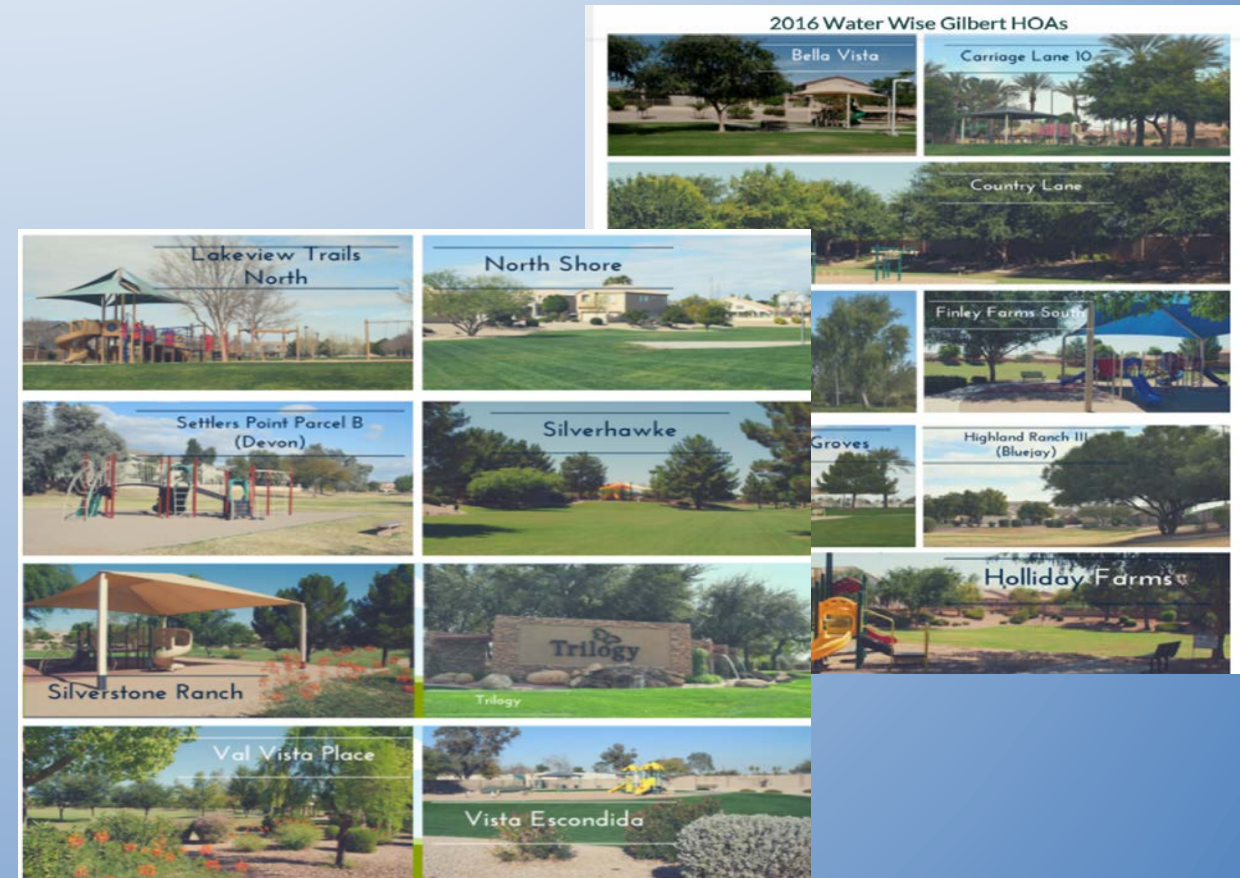 2016 Water Wise Gilbert HOAs
Bella Vista
Carriage Lane 10
Country Lane
Finley Farms South
Groves
Highland Ranch III
(Bluejay)
Holliday Farms
Lakeview Trails
North
North Shore
Settlers Point Parcel B
(Devon)
Silverhawke
Silverstone Ranch
Trilogy
Trilogy
Val Vista Place
Vista Escondida